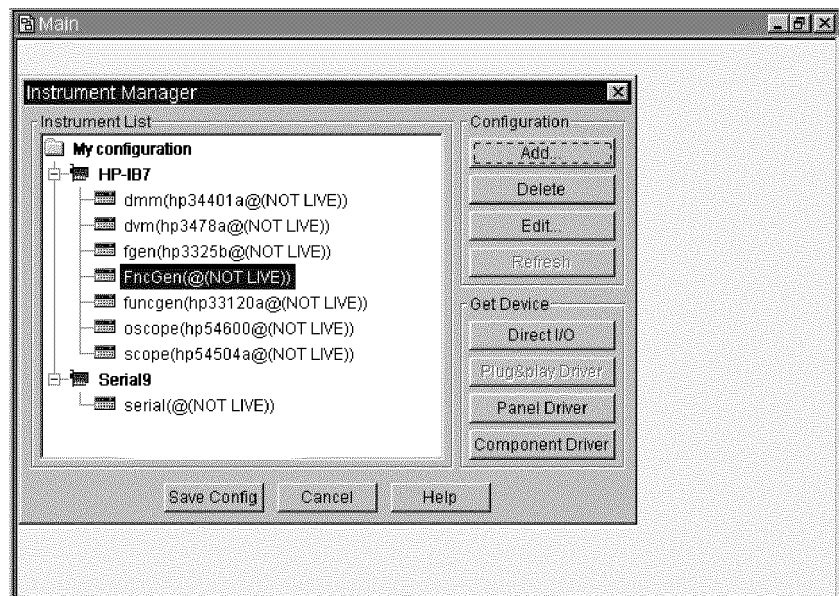 Main
Instrument Manager
Instrument List
My configuration
HP-IB7
dmm(hp34401a@(NOT LIVE))
dvm(hp3478a@(NOT LIVE))
fgen(hp3325b@(NOT LIVE))
FncGen(@(NOT LIVE))
funcgen(hp33120a@(NOT LIVE))
oscope(hp54600@(NOT LIVE))
scope(hp54504a@(NOT LIVE))
Serial9
serial(@(NOT LIVE))
Configuration
Add...
Delete
Edit...
Refresh
Get Device
Direct I/O
Plug&play Driver
Panel Driver
Component Driver
Save Config
Cancel
Help